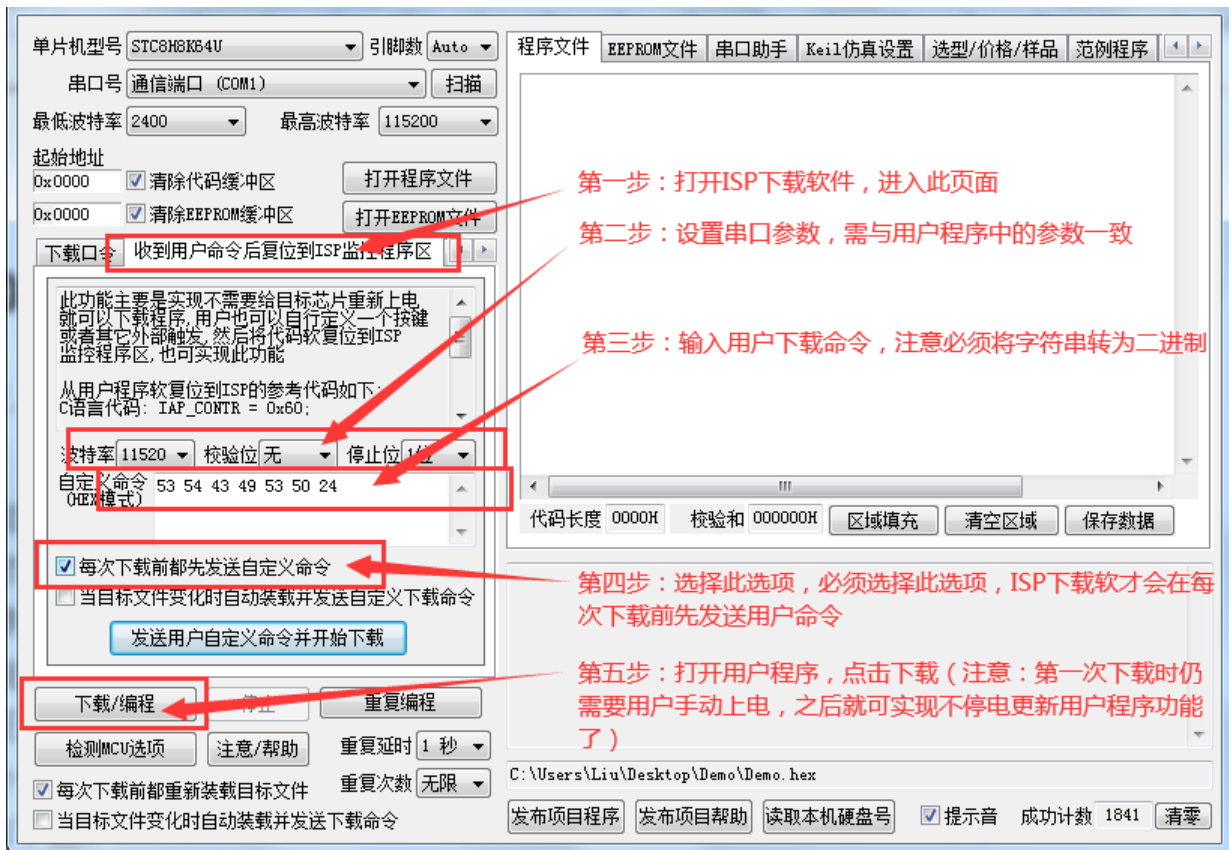 单片机型号 STC8H8K64U 引脚数 Auto
串口号 通信端口 (COM1) 扫描
最低波特率 2400 最高波特率 115200
起始地址
0x0000 清除代码缓冲区 打开程序文件
0x0000 清除EEPROM缓冲区 打开EEPROM文件
下载口令 收到用户命令后复位到ISP监控程序区
此功能主要是实现不需要给目标芯片重新上电,
就可以下载程序,用户也可以自行定义一个按键
或者其它外部触发,然后将代码软复位到ISP
监控程序区,也可实现此功能
从用户程序软复位到ISP的参考代码如下:
C语言代码: IAP_CONTR = 0x60;
波特率 11520 校验位 无 停止位 1位
自定义命令 53 54 43 49 53 50 24
(HEX模式)
每次下载前都先发送自定义命令
当目标文件变化时自动装载并发送自定义下载命令
发送用户自定义命令并开始下载
下载/编程 停止 重复编程
检测MCU选项 注意/帮助 重复延时 1 秒
每次下载前都重新装载目标文件 重复次数 无限
当目标文件变化时自动装载并发送下载命令
程序文件 EEPROM文件 串口助手 Keil仿真设置 选型/价格/样品 范例程序
第一步：打开ISP下载软件，进入此页面
第二步：设置串口参数，需与用户程序中的参数一致
第三步：输入用户下载命令，注意必须将字符串转为二进制
代码长度 0000H 校验和 000000H 区域填充 清空区域 保存数据
第四步：选择此选项，必须选择此选项，ISP下载软才会在每
次下载前先发送用户命令
第五步：打开用户程序，点击下载（注意：第一次下载时仍
需要用户手动上电，之后就可实现不停电更新用户程序功能
了）
C:\Users\Liu\Desktop\Demo\Demo.hex
发布项目程序 发布项目帮助 读取本机硬盘号 提示音 成功计数 1841 清零